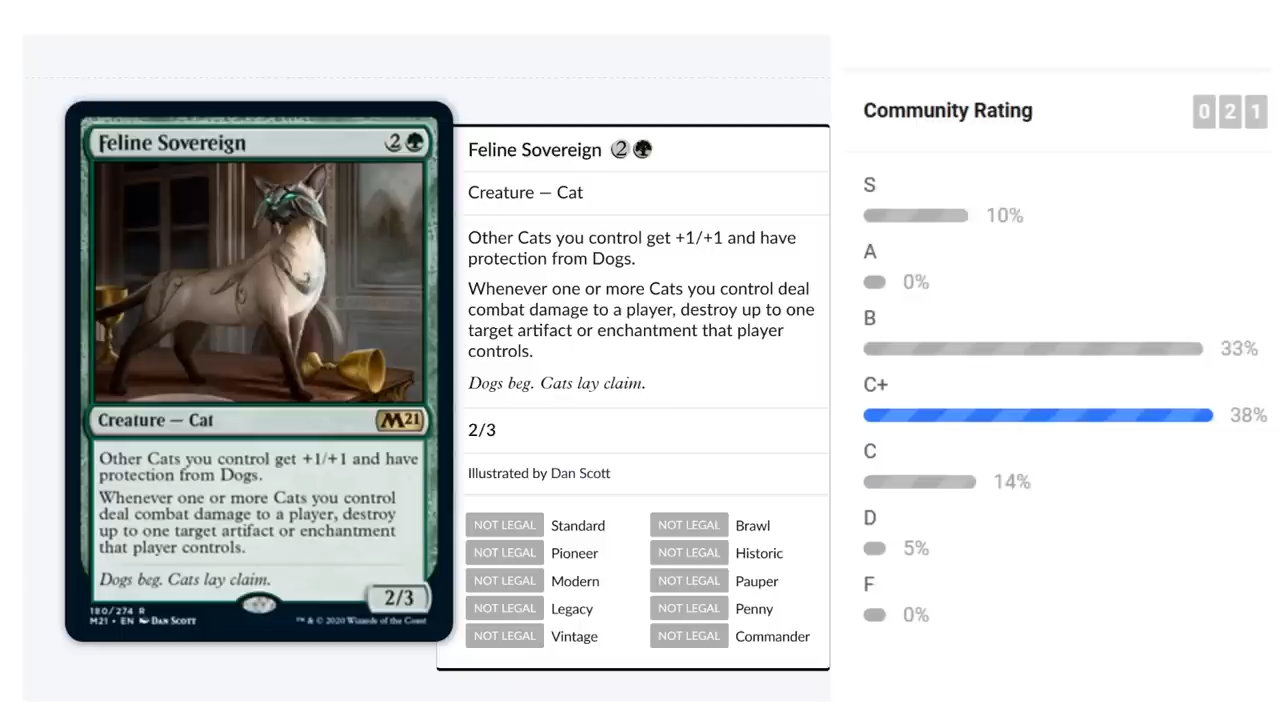 Feline Sovereign 2
Other Cats you control get +1/+1 and have
protection from Dogs.
Whenever one or more Cats you control
deal combat damage to a player, destroy
up to one target artifact or enchantment
that player controls.
Dogs beg. Cats lay claim.
Creature — Cat M21
2/3
180/274 R
M21 • EN DAN SCOTT
™ & © 2020 Wizards of the Coast
Feline Sovereign 2
Creature — Cat
Other Cats you control get +1/+1 and have
protection from Dogs.
Whenever one or more Cats you control deal
combat damage to a player, destroy up to one
target artifact or enchantment that player
controls.
Dogs beg. Cats lay claim.
2/3
Illustrated by Dan Scott
NOT LEGAL Standard NOT LEGAL Brawl
NOT LEGAL Pioneer NOT LEGAL Historic
NOT LEGAL Modern NOT LEGAL Pauper
NOT LEGAL Legacy NOT LEGAL Penny
NOT LEGAL Vintage NOT LEGAL Commander
Community Rating 0 2 1
S
10%
A
0%
B
33%
C+
38%
C
14%
D
5%
F
0%